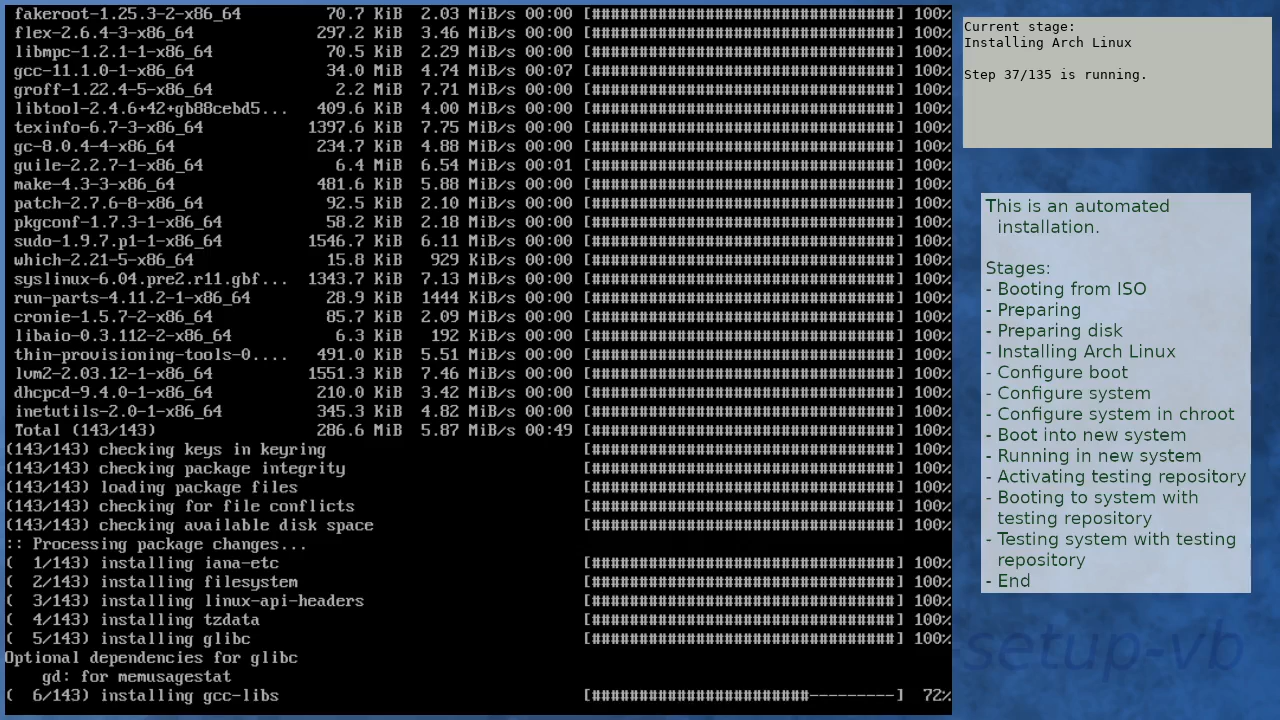 fakeroot-1.25.3-2-x86_64 70.7 KiB 2.03 MiB/s 00:00 [################################] 100%
flex-2.6.4-3-x86_64 297.2 KiB 3.46 MiB/s 00:00 [################################] 100%
libmpc-1.2.1-1-x86_64 70.5 KiB 2.29 MiB/s 00:00 [################################] 100%
gcc-11.1.0-1-x86_64 34.0 MiB 4.74 MiB/s 00:07 [################################] 100%
groff-1.22.4-5-x86_64 2.2 MiB 7.71 MiB/s 00:00 [################################] 100%
libtool-2.4.6+42+gb88cebd5... 409.6 KiB 4.00 MiB/s 00:00 [################################] 100%
texinfo-6.7-3-x86_64 1397.6 KiB 7.75 MiB/s 00:00 [################################] 100%
gc-8.0.4-4-x86_64 234.7 KiB 4.88 MiB/s 00:00 [################################] 100%
guile-2.2.7-1-x86_64 6.4 MiB 6.54 MiB/s 00:01 [################################] 100%
make-4.3-3-x86_64 481.6 KiB 5.88 MiB/s 00:00 [################################] 100%
patch-2.7.6-8-x86_64 92.5 KiB 2.10 MiB/s 00:00 [################################] 100%
pkgconf-1.7.3-1-x86_64 58.2 KiB 2.18 MiB/s 00:00 [################################] 100%
sudo-1.9.7.p1-1-x86_64 1546.7 KiB 6.11 MiB/s 00:00 [################################] 100%
which-2.21-5-x86_64 15.8 KiB 929 KiB/s 00:00 [################################] 100%
syslinux-6.04.pre2.r11.gbf... 1343.7 KiB 7.13 MiB/s 00:00 [################################] 100%
run-parts-4.11.2-1-x86_64 28.9 KiB 1444 KiB/s 00:00 [################################] 100%
cronie-1.5.7-2-x86_64 85.7 KiB 2.09 MiB/s 00:00 [################################] 100%
libaio-0.3.112-2-x86_64 6.3 KiB 192 KiB/s 00:00 [################################] 100%
thin-provisioning-tools-0.... 491.0 KiB 5.51 MiB/s 00:00 [################################] 100%
lvm2-2.03.12-1-x86_64 1551.3 KiB 7.46 MiB/s 00:00 [################################] 100%
dhcpcd-9.4.0-1-x86_64 210.0 KiB 3.42 MiB/s 00:00 [################################] 100%
inetutils-2.0-1-x86_64 345.3 KiB 4.82 MiB/s 00:00 [################################] 100%
Total (143/143) 286.6 MiB 5.87 MiB/s 00:49 [################################] 100%
(143/143) checking keys in keyring [################################] 100%
(143/143) checking package integrity [################################] 100%
(143/143) loading package files [################################] 100%
(143/143) checking for file conflicts [################################] 100%
(143/143) checking available disk space [################################] 100%
:: Processing package changes...
(  1/143) installing iana-etc [################################] 100%
(  2/143) installing filesystem [################################] 100%
(  3/143) installing linux-api-headers [################################] 100%
(  4/143) installing tzdata [################################] 100%
(  5/143) installing glibc [################################] 100%
Optional dependencies for glibc
gd: for memusagestat
(  6/143) installing gcc-libs [#######################---------] 72%
Current stage:
Installing Arch Linux
Step 37/135 is running.
This is an automated
installation.
Stages:
- Booting from ISO
- Preparing
- Preparing disk
- Installing Arch Linux
- Configure boot
- Configure system
- Configure system in chroot
- Boot into new system
- Running in new system
- Activating testing repository
- Booting to system with
testing repository
- Testing system with testing
repository
- End
setup-vb